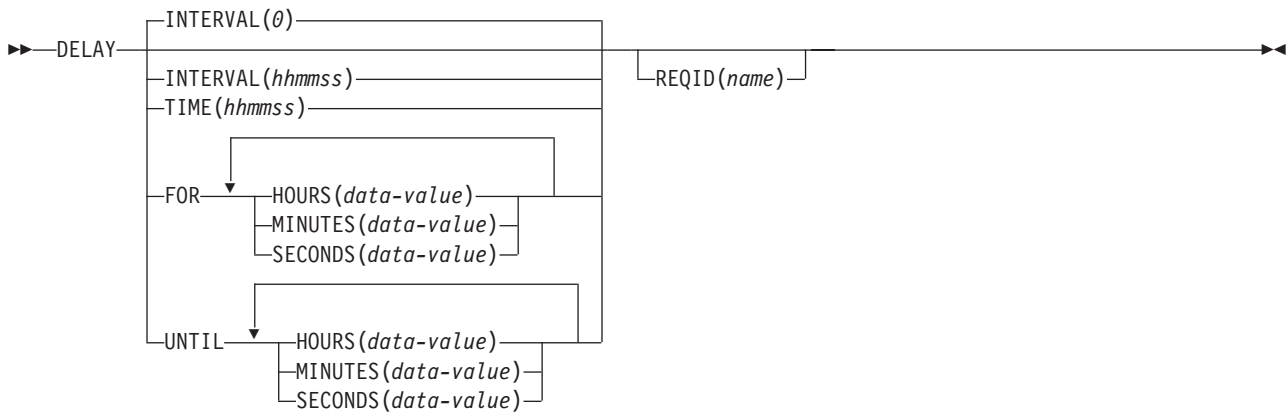 INTERVAL(0)
DELAY
INTERVAL(hhmmss)
REQID(name)
TIME(hhmmss)
FOR HOURS(data-value)
MINUTES(data-value)
SECONDS(data-value)
UNTIL HOURS(data-value)
MINUTES(data-value)
SECONDS(data-value)